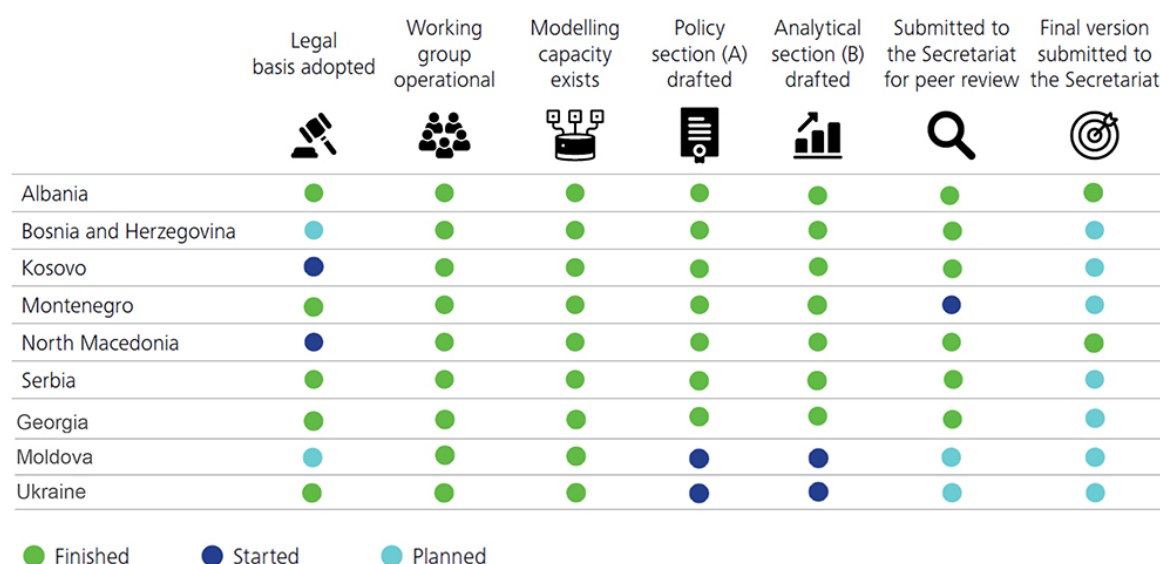 Legal
basis adopted
Working
group
operational
Modelling
capacity
exists
Policy
section (A)
drafted
Analytical
section (B)
drafted
Submitted to
the Secretariat
for peer review
Final version
submitted to
the Secretariat
Albania
Bosnia and Herzegovina
Kosovo
Montenegro
North Macedonia
Serbia
Georgia
Moldova
Ukraine
Finished
Started
Planned